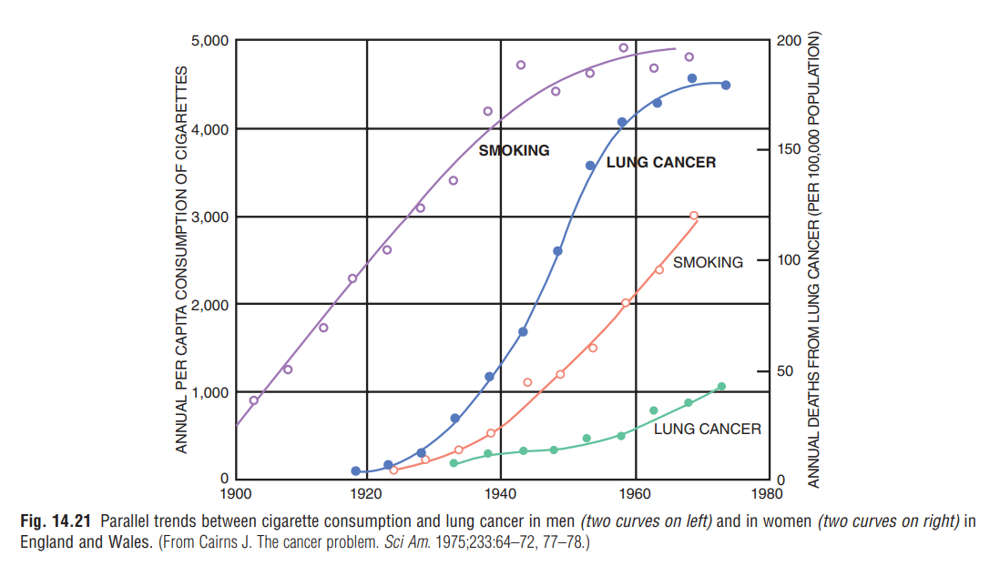 ANNUAL PER CAPITA CONSUMPTION OF CIGARETTES
5,000
4,000
3,000
2,000
1,000
0
SMOKING
LUNG CANCER
SMOKING
LUNG CANCER
200
150
100
50
0
ANNUAL DEATHS FROM LUNG CANCER (PER 100,000 POPULATION)
1900
1920
1940
1960
1980
Fig. 14.21 Parallel trends between cigarette consumption and lung cancer in men (two curves on left) and in women (two curves on right) in
England and Wales. (From Cairns J. The cancer problem. Sci Am. 1975;233:64–72, 77–78.)